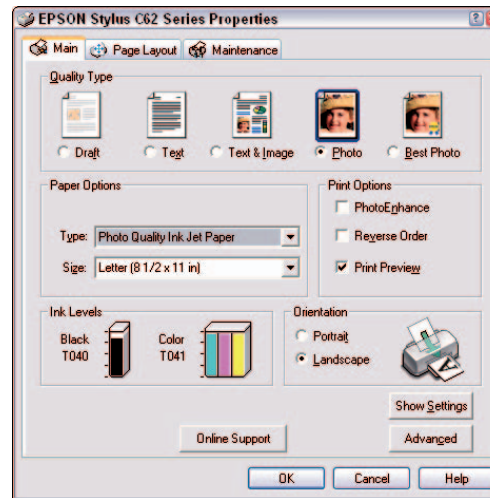 EPSON Stylus C62 Series Properties
Main Page Layout Maintenance
Quality Type
Draft Text Text & Image Photo Best Photo
Paper Options
Type: Photo Quality Ink Jet Paper
Size: Letter (8 1/2 x 11 in)
Print Options
PhotoEnhance
Reverse Order
Print Preview
Ink Levels
Black Color
T040 T041
Orientation
Portrait
Landscape
Show Settings
Online Support Advanced
OK Cancel Help